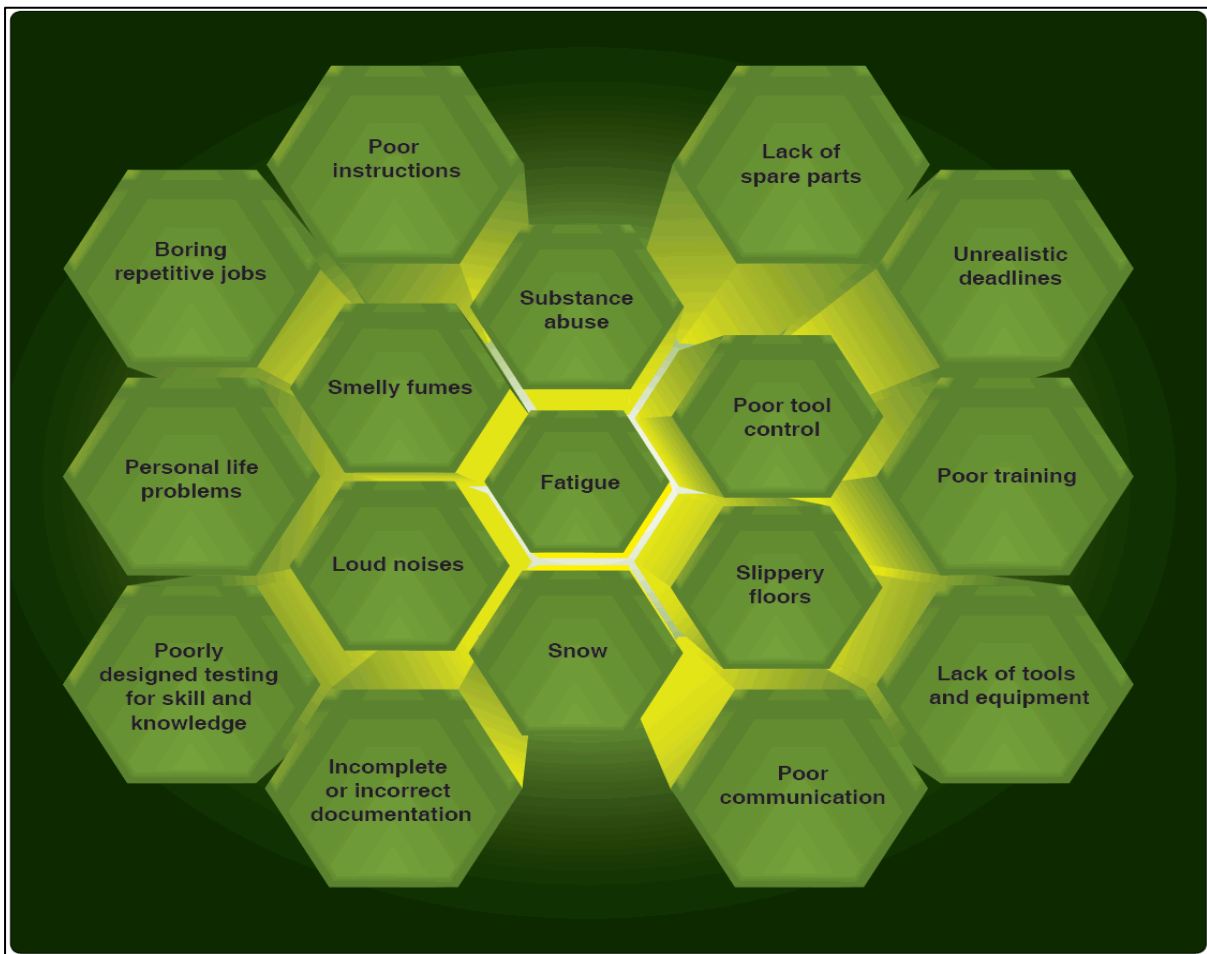 Poor
instructions
Lack of
spare parts
Boring
repetitive jobs
Unrealistic
deadlines
Substance
abuse
Smelly fumes
Poor tool
control
Personal life
problems
Fatigue
Poor training
Loud noises
Slippery
floors
Poorly
designed testing
for skill and
knowledge
Snow
Lack of tools
and equipment
Incomplete
or incorrect
documentation
Poor
communication